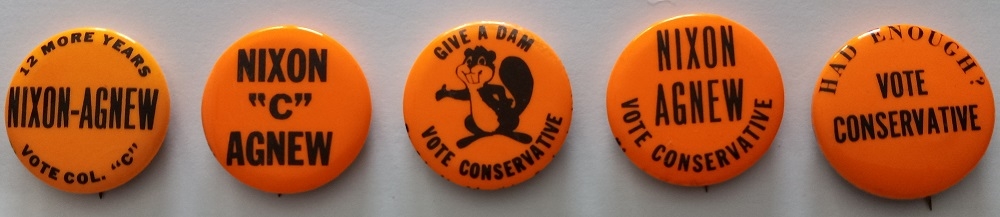 12 MORE YEARS
NIXON-AGNEW
VOTE COL. "C"
NIXON
"C"
AGNEW
GIVE A DAM
VOTE CONSERVATIVE
NIXON
AGNEW
VOTE CONSERVATIVE
HAD ENOUGH?
VOTE
CONSERVATIVE